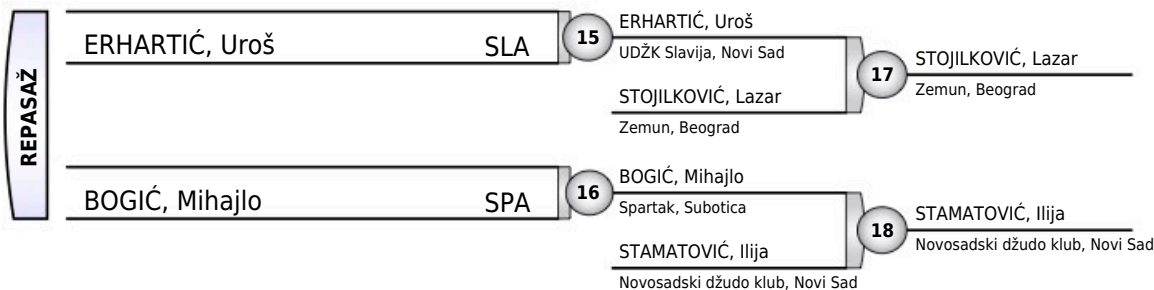 REPASAŽ
ERHARTIĆ, Uroš SLA
15
ERHARTIĆ, Uroš
UDŽK Slavija, Novi Sad
STOJILKOVIĆ, Lazar
Zemun, Beograd
17
STOJILKOVIĆ, Lazar
Zemun, Beograd
BOGIĆ, Mihajlo SPA
16
BOGIĆ, Mihajlo
Spartak, Subotica
STAMATOVIĆ, Ilija
Novosadski džudo klub, Novi Sad
18
STAMATOVIĆ, Ilija
Novosadski džudo klub, Novi Sad